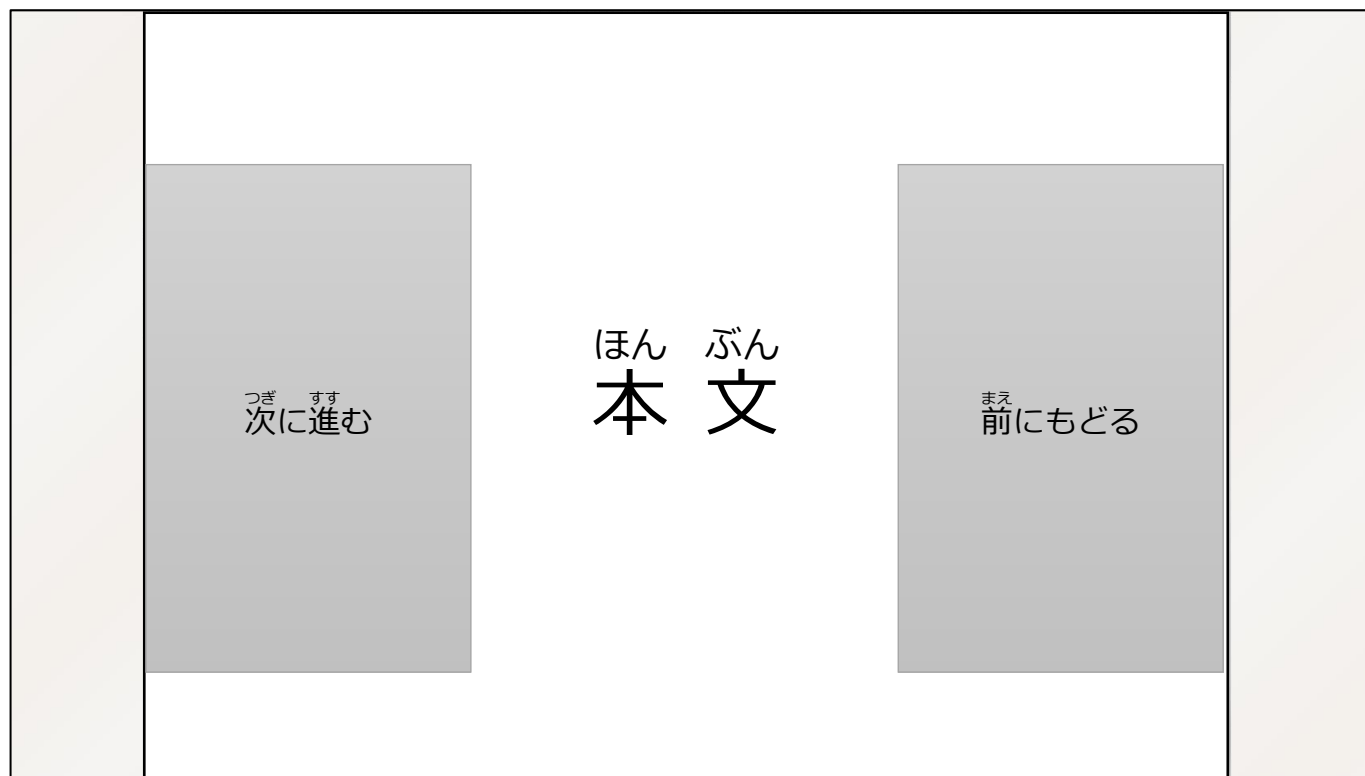 つぎ すす
次に進む
ほん ぶん
本 文
まえ
前にもどる